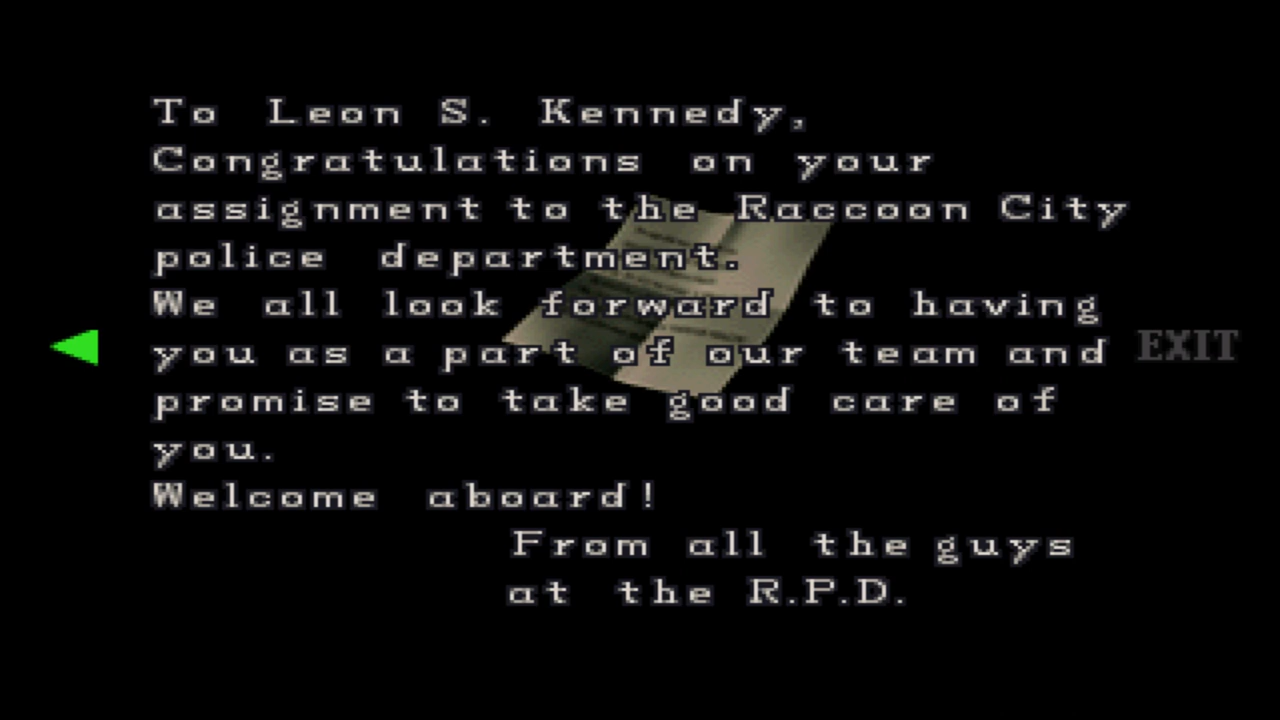 To Leon S. Kennedy,
Congratulations on your
assignment to the Raccoon City
police department.
We all look forward to having
you as a part of our team and
EXIT
promise to take good care of
you.
Welcome aboard!
From all the guys
at the R.P.D.